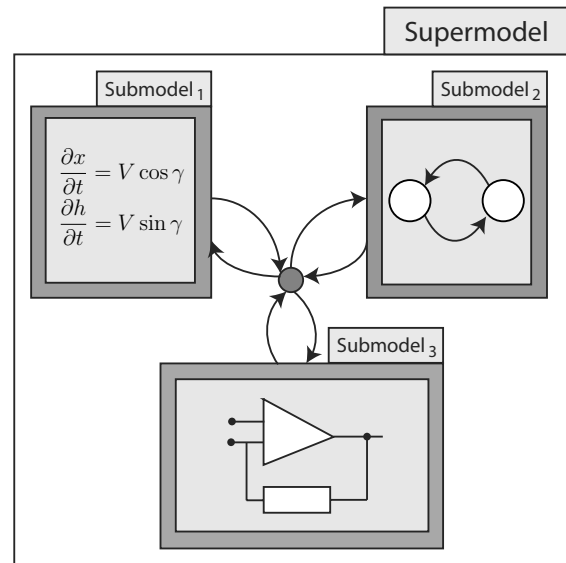 Supermodel
Submodel₁
∂x/∂t = V cos γ
∂h/∂t = V sin γ
Submodel₂
Submodel₃